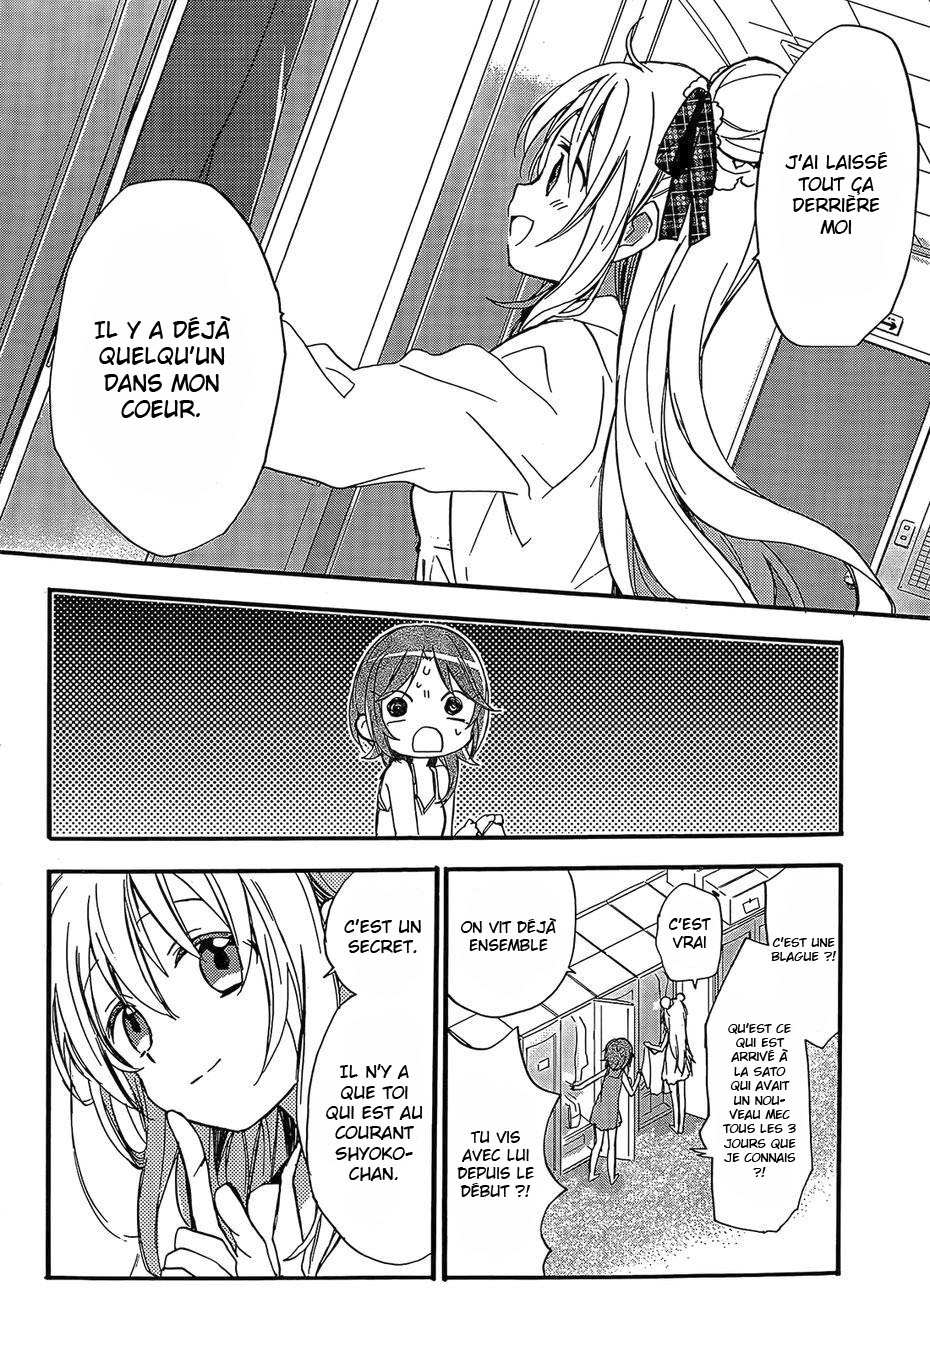 J'AI LAISSÉ
TOUT ÇA
DERRIÈRE
MOI
IL Y A DÉJÀ
QUELQU'UN
DANS MON
COEUR.
C'EST UNE
BLAGUE ?!
QU'EST CE
QUI EST
ARRIVÉ À
LA SATO
QUI AVAIT
UN NOU-
VEAU MEC
TOUS LES 3
JOURS QUE
JE CONNAIS
?!
C'EST
VRAI
ON VIT DÉJÀ
ENSEMBLE
TU VIS
AVEC LUI
DEPUIS LE
DÉBUT ?!
C'EST UN
SECRET.
IL N'Y A
QUE TOI
QUI EST AU
COURANT
SHYOKO-
CHAN.